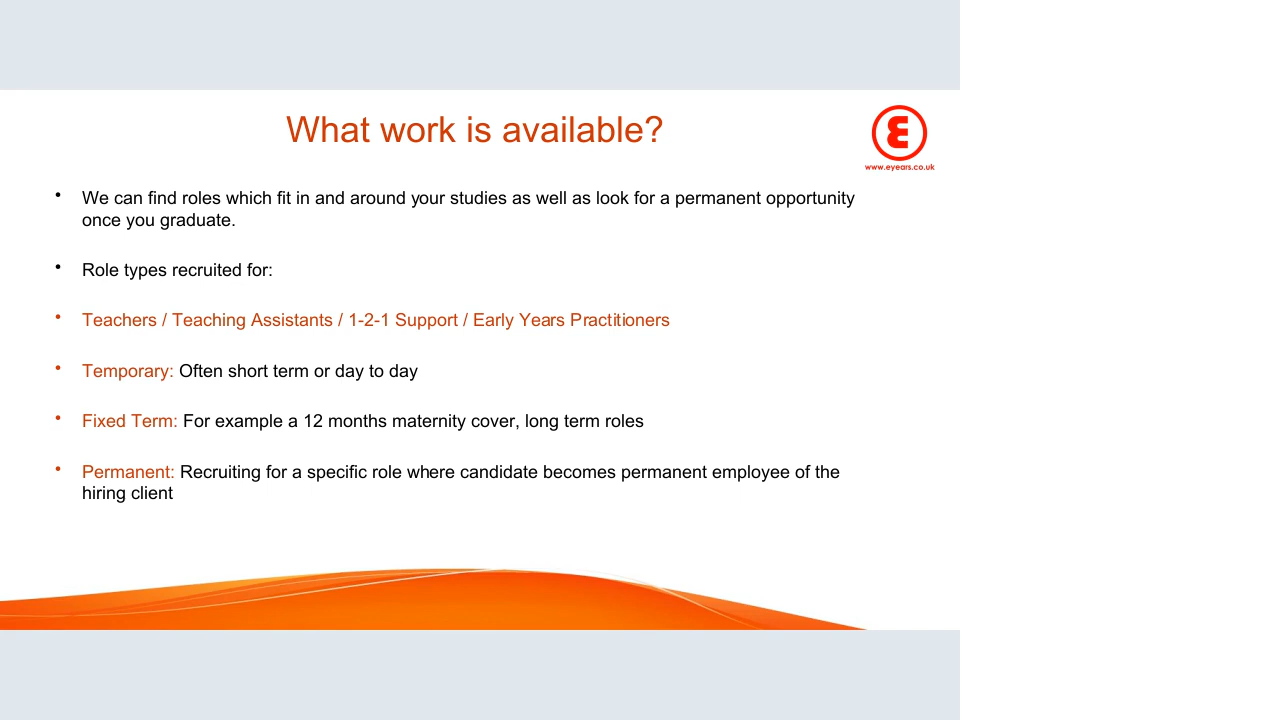 What work is available?
www.eyears.co.uk
• We can find roles which fit in and around your studies as well as look for a permanent opportunity
once you graduate.
• Role types recruited for:
• Teachers / Teaching Assistants / 1-2-1 Support / Early Years Practitioners
• Temporary: Often short term or day to day
• Fixed Term: For example a 12 months maternity cover, long term roles
• Permanent: Recruiting for a specific role where candidate becomes permanent employee of the
hiring client